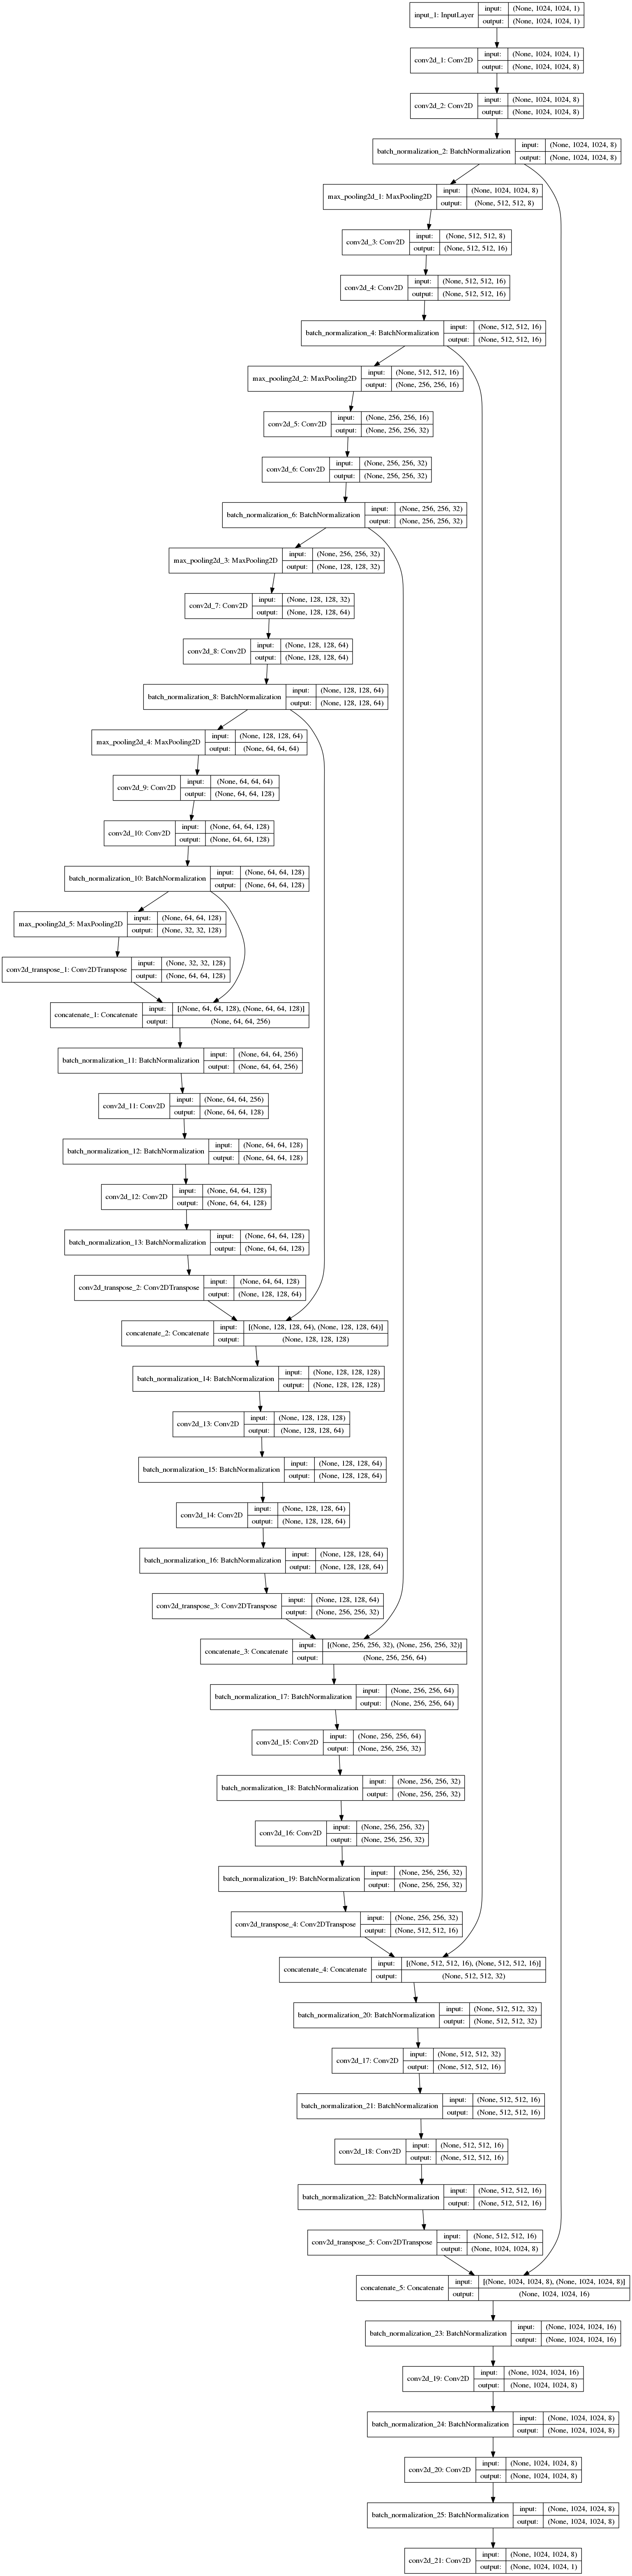 input_1: InputLayer input: (None, 1024, 1024, 1)
output: (None, 1024, 1024, 1)
conv2d_1: Conv2D input: (None, 1024, 1024, 1)
output: (None, 1024, 1024, 8)
conv2d_2: Conv2D input: (None, 1024, 1024, 8)
output: (None, 1024, 1024, 8)
batch_normalization_2: BatchNormalization input: (None, 1024, 1024, 8)
output: (None, 1024, 1024, 8)
max_pooling2d_1: MaxPooling2D input: (None, 1024, 1024, 8)
output: (None, 512, 512, 8)
conv2d_3: Conv2D input: (None, 512, 512, 8)
output: (None, 512, 512, 16)
conv2d_4: Conv2D input: (None, 512, 512, 16)
output: (None, 512, 512, 16)
batch_normalization_4: BatchNormalization input: (None, 512, 512, 16)
output: (None, 512, 512, 16)
max_pooling2d_2: MaxPooling2D input: (None, 512, 512, 16)
output: (None, 256, 256, 16)
conv2d_5: Conv2D input: (None, 256, 256, 16)
output: (None, 256, 256, 32)
conv2d_6: Conv2D input: (None, 256, 256, 32)
output: (None, 256, 256, 32)
batch_normalization_6: BatchNormalization input: (None, 256, 256, 32)
output: (None, 256, 256, 32)
max_pooling2d_3: MaxPooling2D input: (None, 256, 256, 32)
output: (None, 128, 128, 32)
conv2d_7: Conv2D input: (None, 128, 128, 32)
output: (None, 128, 128, 64)
conv2d_8: Conv2D input: (None, 128, 128, 64)
output: (None, 128, 128, 64)
batch_normalization_8: BatchNormalization input: (None, 128, 128, 64)
output: (None, 128, 128, 64)
max_pooling2d_4: MaxPooling2D input: (None, 128, 128, 64)
output: (None, 64, 64, 64)
conv2d_9: Conv2D input: (None, 64, 64, 64)
output: (None, 64, 64, 128)
conv2d_10: Conv2D input: (None, 64, 64, 128)
output: (None, 64, 64, 128)
batch_normalization_10: BatchNormalization input: (None, 64, 64, 128)
output: (None, 64, 64, 128)
max_pooling2d_5: MaxPooling2D input: (None, 64, 64, 128)
output: (None, 32, 32, 128)
conv2d_transpose_1: Conv2DTranspose input: (None, 32, 32, 128)
output: (None, 64, 64, 128)
concatenate_1: Concatenate input: [(None, 64, 64, 128), (None, 64, 64, 128)]
output: (None, 64, 64, 256)
batch_normalization_11: BatchNormalization input: (None, 64, 64, 256)
output: (None, 64, 64, 256)
conv2d_11: Conv2D input: (None, 64, 64, 256)
output: (None, 64, 64, 128)
batch_normalization_12: BatchNormalization input: (None, 64, 64, 128)
output: (None, 64, 64, 128)
conv2d_12: Conv2D input: (None, 64, 64, 128)
output: (None, 64, 64, 128)
batch_normalization_13: BatchNormalization input: (None, 64, 64, 128)
output: (None, 64, 64, 128)
conv2d_transpose_2: Conv2DTranspose input: (None, 64, 64, 128)
output: (None, 128, 128, 64)
concatenate_2: Concatenate input: [(None, 128, 128, 64), (None, 128, 128, 64)]
output: (None, 128, 128, 128)
batch_normalization_14: BatchNormalization input: (None, 128, 128, 128)
output: (None, 128, 128, 128)
conv2d_13: Conv2D input: (None, 128, 128, 128)
output: (None, 128, 128, 64)
batch_normalization_15: BatchNormalization input: (None, 128, 128, 64)
output: (None, 128, 128, 64)
conv2d_14: Conv2D input: (None, 128, 128, 64)
output: (None, 128, 128, 64)
batch_normalization_16: BatchNormalization input: (None, 128, 128, 64)
output: (None, 128, 128, 64)
conv2d_transpose_3: Conv2DTranspose input: (None, 128, 128, 64)
output: (None, 256, 256, 32)
concatenate_3: Concatenate input: [(None, 256, 256, 32), (None, 256, 256, 32)]
output: (None, 256, 256, 64)
batch_normalization_17: BatchNormalization input: (None, 256, 256, 64)
output: (None, 256, 256, 64)
conv2d_15: Conv2D input: (None, 256, 256, 64)
output: (None, 256, 256, 32)
batch_normalization_18: BatchNormalization input: (None, 256, 256, 32)
output: (None, 256, 256, 32)
conv2d_16: Conv2D input: (None, 256, 256, 32)
output: (None, 256, 256, 32)
batch_normalization_19: BatchNormalization input: (None, 256, 256, 32)
output: (None, 256, 256, 32)
conv2d_transpose_4: Conv2DTranspose input: (None, 256, 256, 32)
output: (None, 512, 512, 16)
concatenate_4: Concatenate input: [(None, 512, 512, 16), (None, 512, 512, 16)]
output: (None, 512, 512, 32)
batch_normalization_20: BatchNormalization input: (None, 512, 512, 32)
output: (None, 512, 512, 32)
conv2d_17: Conv2D input: (None, 512, 512, 32)
output: (None, 512, 512, 16)
batch_normalization_21: BatchNormalization input: (None, 512, 512, 16)
output: (None, 512, 512, 16)
conv2d_18: Conv2D input: (None, 512, 512, 16)
output: (None, 512, 512, 16)
batch_normalization_22: BatchNormalization input: (None, 512, 512, 16)
output: (None, 512, 512, 16)
conv2d_transpose_5: Conv2DTranspose input: (None, 512, 512, 16)
output: (None, 1024, 1024, 8)
concatenate_5: Concatenate input: [(None, 1024, 1024, 8), (None, 1024, 1024, 8)]
output: (None, 1024, 1024, 16)
batch_normalization_23: BatchNormalization input: (None, 1024, 1024, 16)
output: (None, 1024, 1024, 16)
conv2d_19: Conv2D input: (None, 1024, 1024, 16)
output: (None, 1024, 1024, 8)
batch_normalization_24: BatchNormalization input: (None, 1024, 1024, 8)
output: (None, 1024, 1024, 8)
conv2d_20: Conv2D input: (None, 1024, 1024, 8)
output: (None, 1024, 1024, 8)
batch_normalization_25: BatchNormalization input: (None, 1024, 1024, 8)
output: (None, 1024, 1024, 8)
conv2d_21: Conv2D input: (None, 1024, 1024, 8)
output: (None, 1024, 1024, 1)